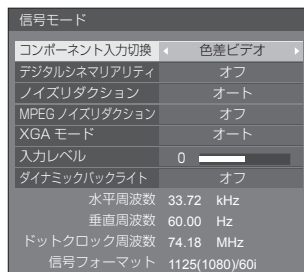 信号モード
コンポーネント入力切換 色差ビデオ
デジタルシネマリアリティ オフ
ノイズリダクション オート
MPEG ノイズリダクション オフ
XGA モード オート
入力レベル 0
ダイナミックバックライト オフ
水平周波数 33.72 kHz
垂直周波数 60.00 Hz
ドットクロック周波数 74.18 MHz
信号フォーマット 1125(1080)/60i